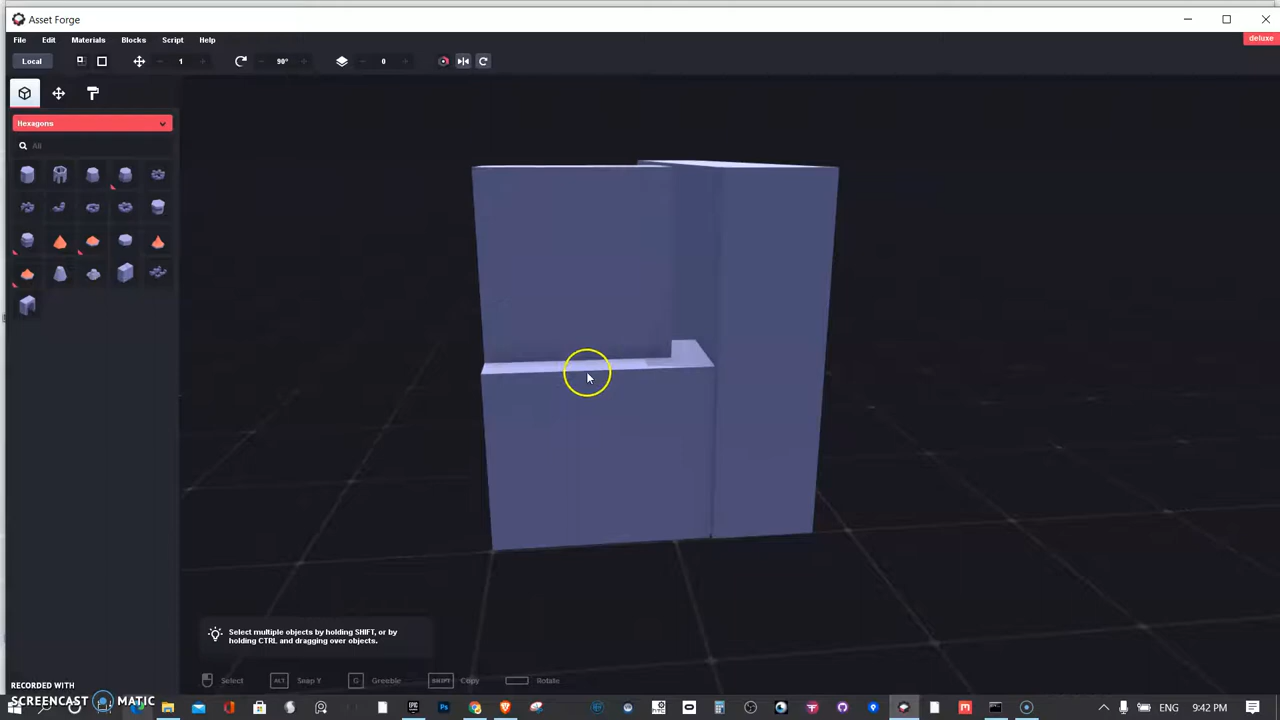 Asset Forge
File Edit Materials Blocks Script Help
deluxe
Local 1 90° 0
Hexagons
All
Select multiple objects by holding SHIFT, or by
holding CTRL and dragging over objects.
Select ALT Snap Y G Greeble SHIFT Copy Rotate
RECORDED WITH
SCREENCAST MATIC
ENG 9:42 PM